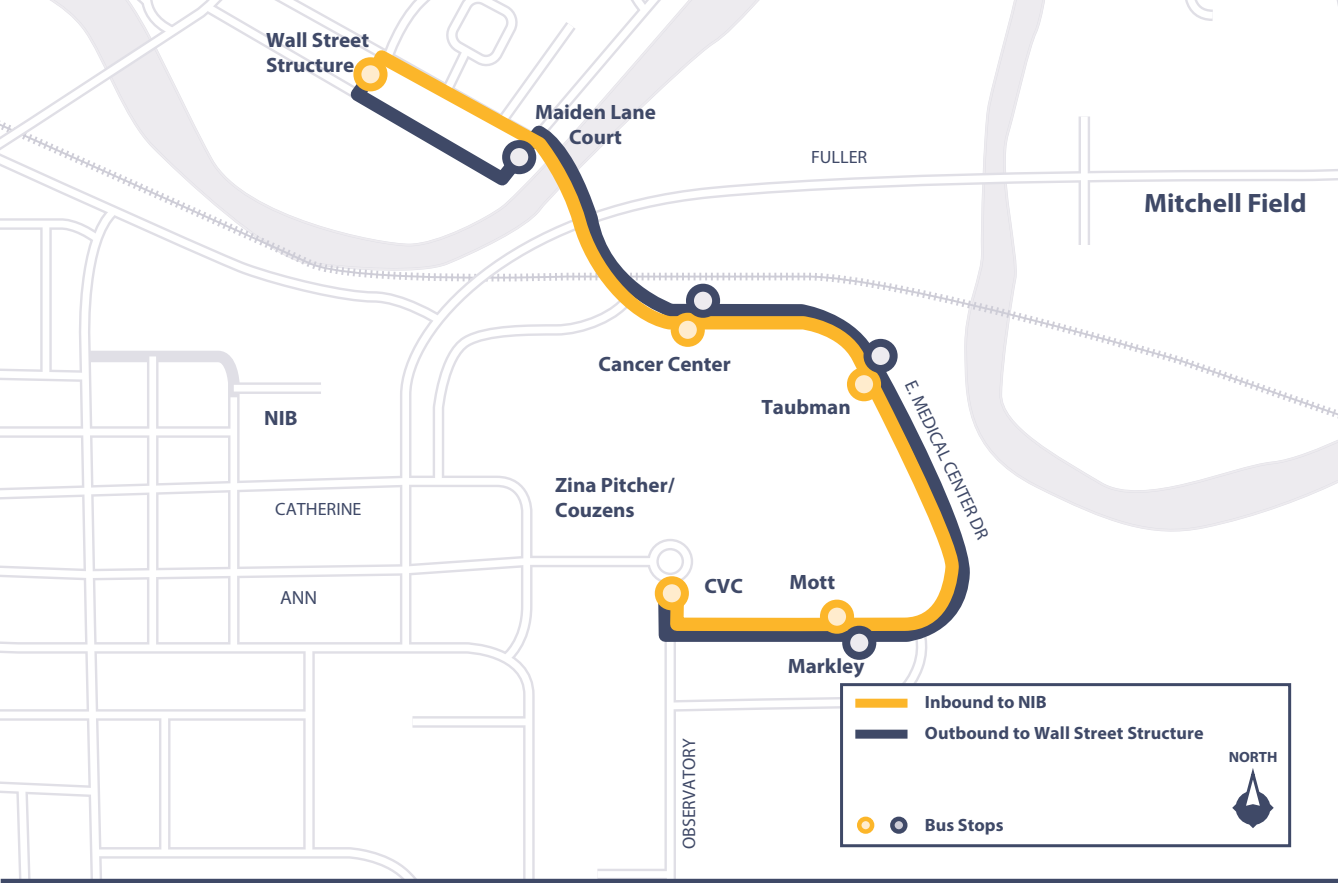 Wall Street
Structure
Maiden Lane
Court
FULLER
Mitchell Field
Cancer Center
Taubman
E. MEDICAL CENTER DR
NIB
Zina Pitcher/
Couzens
CATHERINE
CVC
Mott
ANN
Markley
Inbound to NIB
Outbound to Wall Street Structure
NORTH
OBSERVATORY
Bus Stops